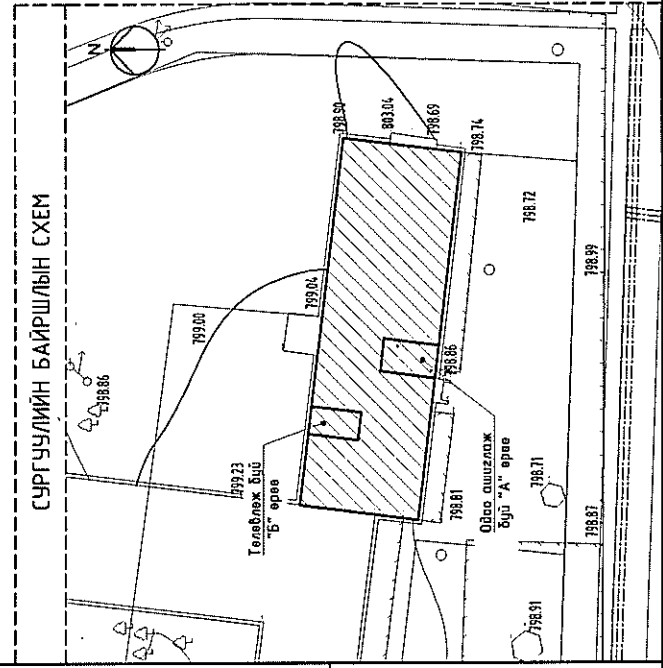 СУРГУУЛИЙН БАЙРШЛЫН СХЕМ
N
798.86
799.00
799.04
798.90
803.04
798.69
798.74
798.72
798.99
799.23
Төлөвлөж буй
"Б" өрөө
798.86
Одоо ашиглаж
буй "А" өрөө
798.81
798.71
798.87
798.91